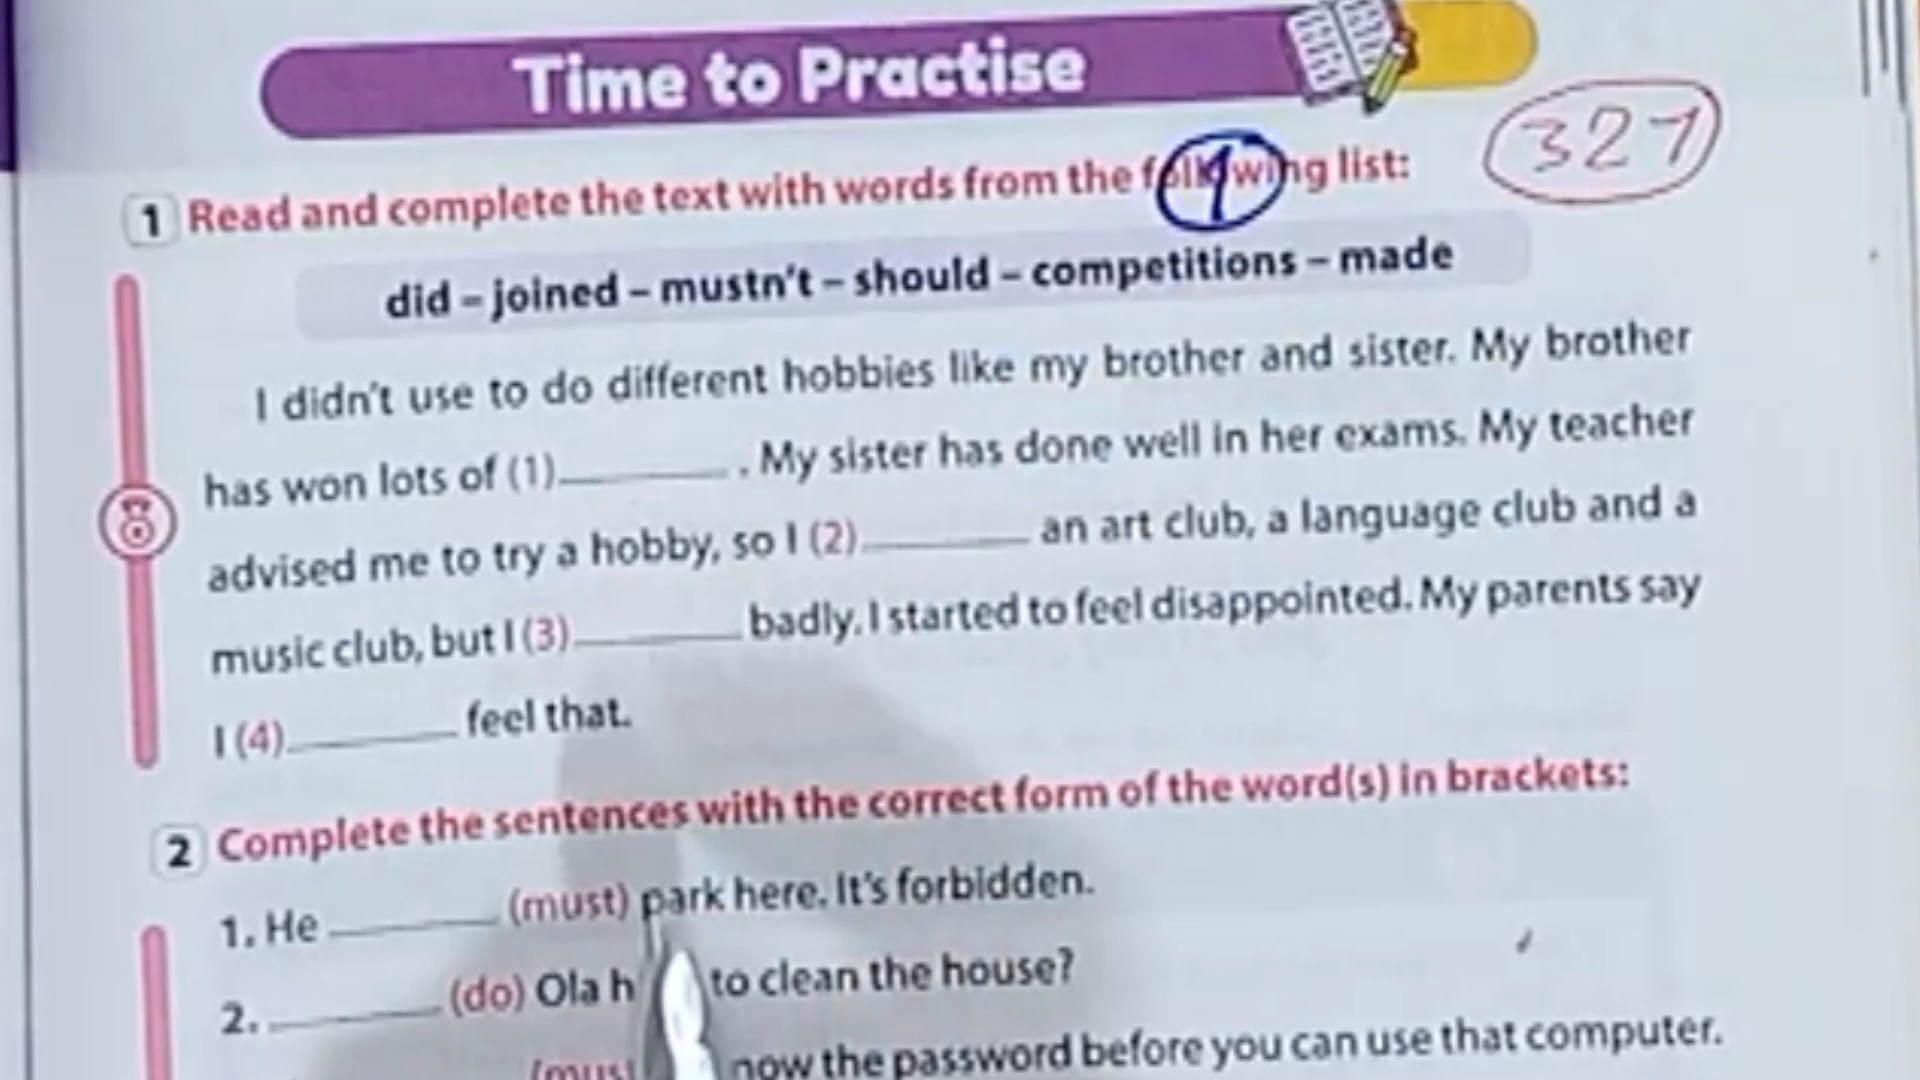 Time to Practise
327
1
1 Read and complete the text with words from the following list:
did – joined – mustn't – should – competitions – made
I didn't use to do different hobbies like my brother and sister. My brother
has won lots of (1)________ . My sister has done well in her exams. My teacher
advised me to try a hobby, so I (2)________ an art club, a language club and a
music club, but I (3)________ badly. I started to feel disappointed. My parents say
I (4)________ feel that.
2 Complete the sentences with the correct form of the word(s) in brackets:
1. He ________ (must) park here. It's forbidden.
2. ________ (do) Ola h to clean the house?
(mus now the password before you can use that computer.